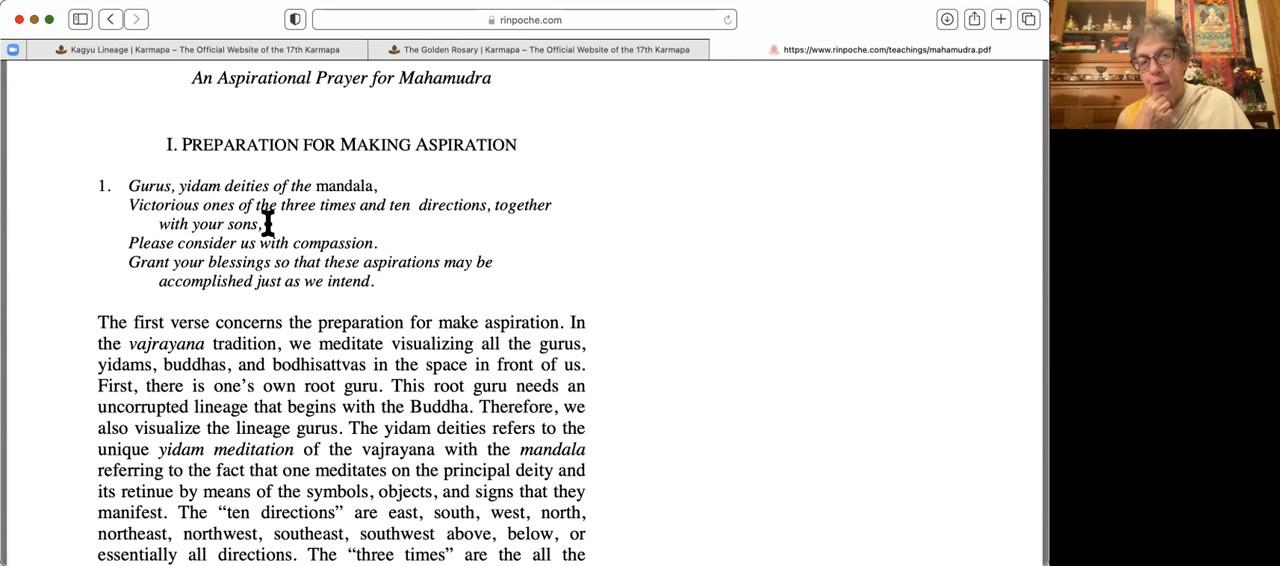 rinpoche.com
Kagyu Lineage | Karmapa – The Official Website of the 17th Karmapa
The Golden Rosary | Karmapa – The Official Website of the 17th Karmapa
https://www.rinpoche.com/teachings/mahamudra.pdf
An Aspirational Prayer for Mahamudra
I. PREPARATION FOR MAKING ASPIRATION
1. Gurus, yidam deities of the mandala,
Victorious ones of the three times and ten directions, together
with your sons,
Please consider us with compassion.
Grant your blessings so that these aspirations may be
accomplished just as we intend.
The first verse concerns the preparation for make aspiration. In
the vajrayana tradition, we meditate visualizing all the gurus,
yidams, buddhas, and bodhisattvas in the space in front of us.
First, there is one's own root guru. This root guru needs an
uncorrupted lineage that begins with the Buddha. Therefore, we
also visualize the lineage gurus. The yidam deities refers to the
unique yidam meditation of the vajrayana with the mandala
referring to the fact that one meditates on the principal deity and
its retinue by means of the symbols, objects, and signs that they
manifest. The “ten directions” are east, south, west, north,
northeast, northwest, southeast, southwest above, below, or
essentially all directions. The “three times” are the all the